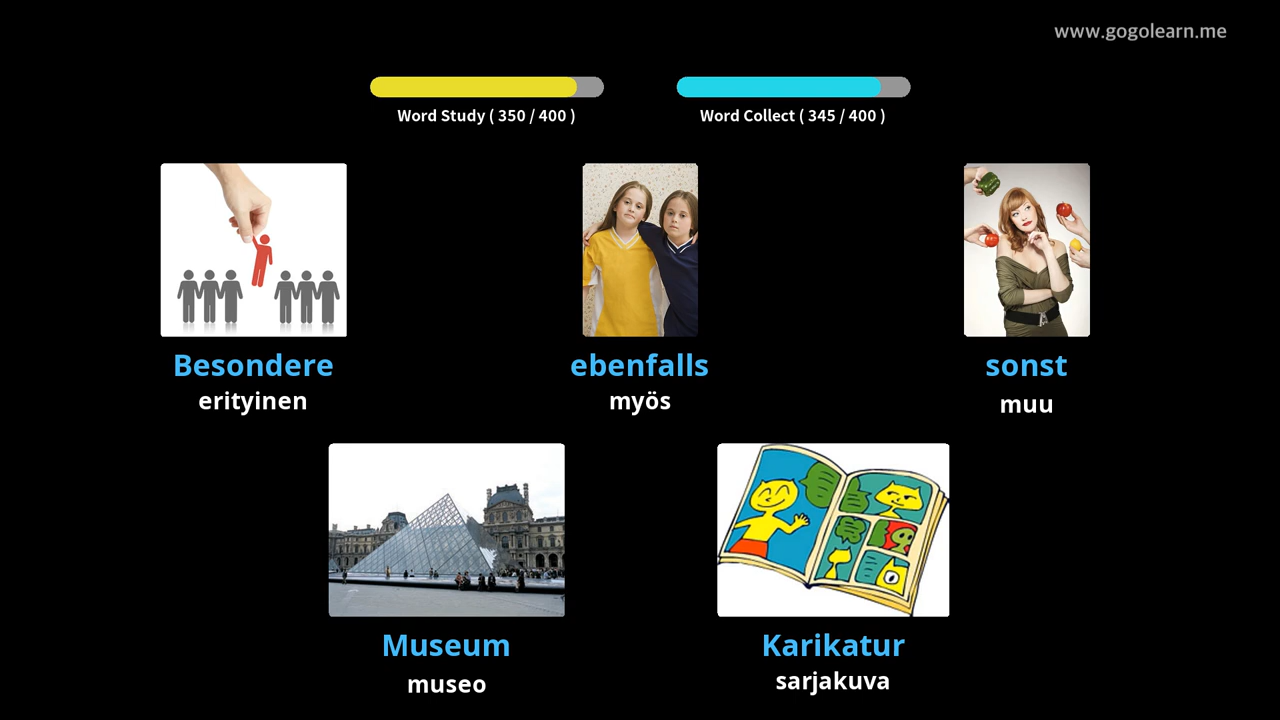 www.gogolearn.me
Word Study ( 350 / 400 )
Word Collect ( 345 / 400 )
Besondere
erityinen
ebenfalls
myös
sonst
muu
Museum
museo
Karikatur
sarjakuva